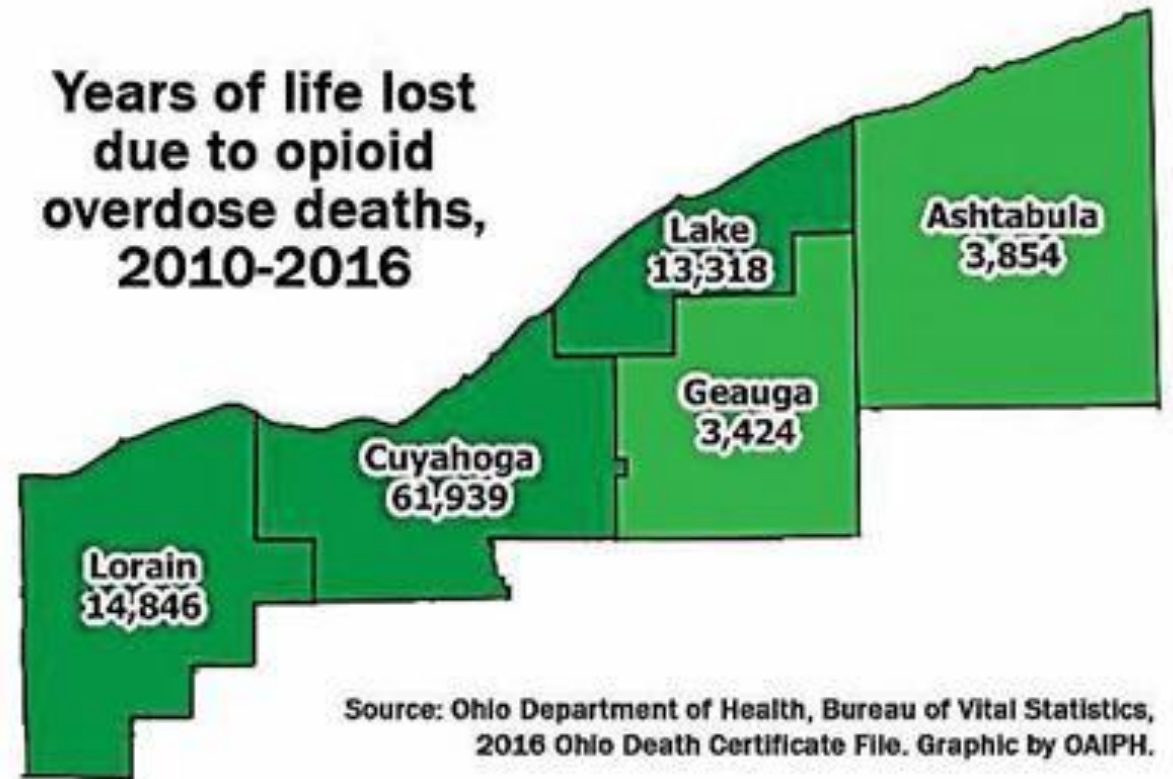 Years of life lost
due to opioid
overdose deaths,
2010-2016
Lake
13,318
Ashtabula
3,854
Geauga
3,424
Cuyahoga
61,939
Lorain
14,846
Source: Ohio Department of Health, Bureau of Vital Statistics,
2016 Ohio Death Certificate File. Graphic by OAIPH.